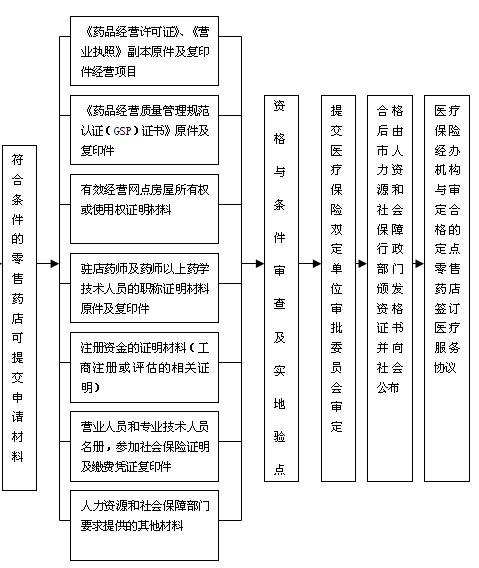 符合条件的零售药店可提交申请材料
《药品经营许可证》、《营
业执照》副本原件及复印
件经营项目
《药品经营质量管理规范
认证（GSP）证书》原件及
复印件
有效经营网点房屋所有权
或使用权证明材料
驻店药师及药师以上药学
技术人员的职称证明材料
原件及复印件
注册资金的证明材料（工
商注册或评估的相关证
明）
营业人员和专业技术人员
名册，参加社会保险证明
及缴费凭证复印件
人力资源和社会保障部门
要求提供的其他材料
资格与条件审查及实地验点
提交医疗保险双定单位审批委员会审定
合格
后由
市人
力资
源和
社会
保障
行政
部门
颁发
资格
证书
并向
社会
公布
医疗
保险
经办
机构
与审
定合
格的
定点
零售
药店
签订
医疗
服务
协议